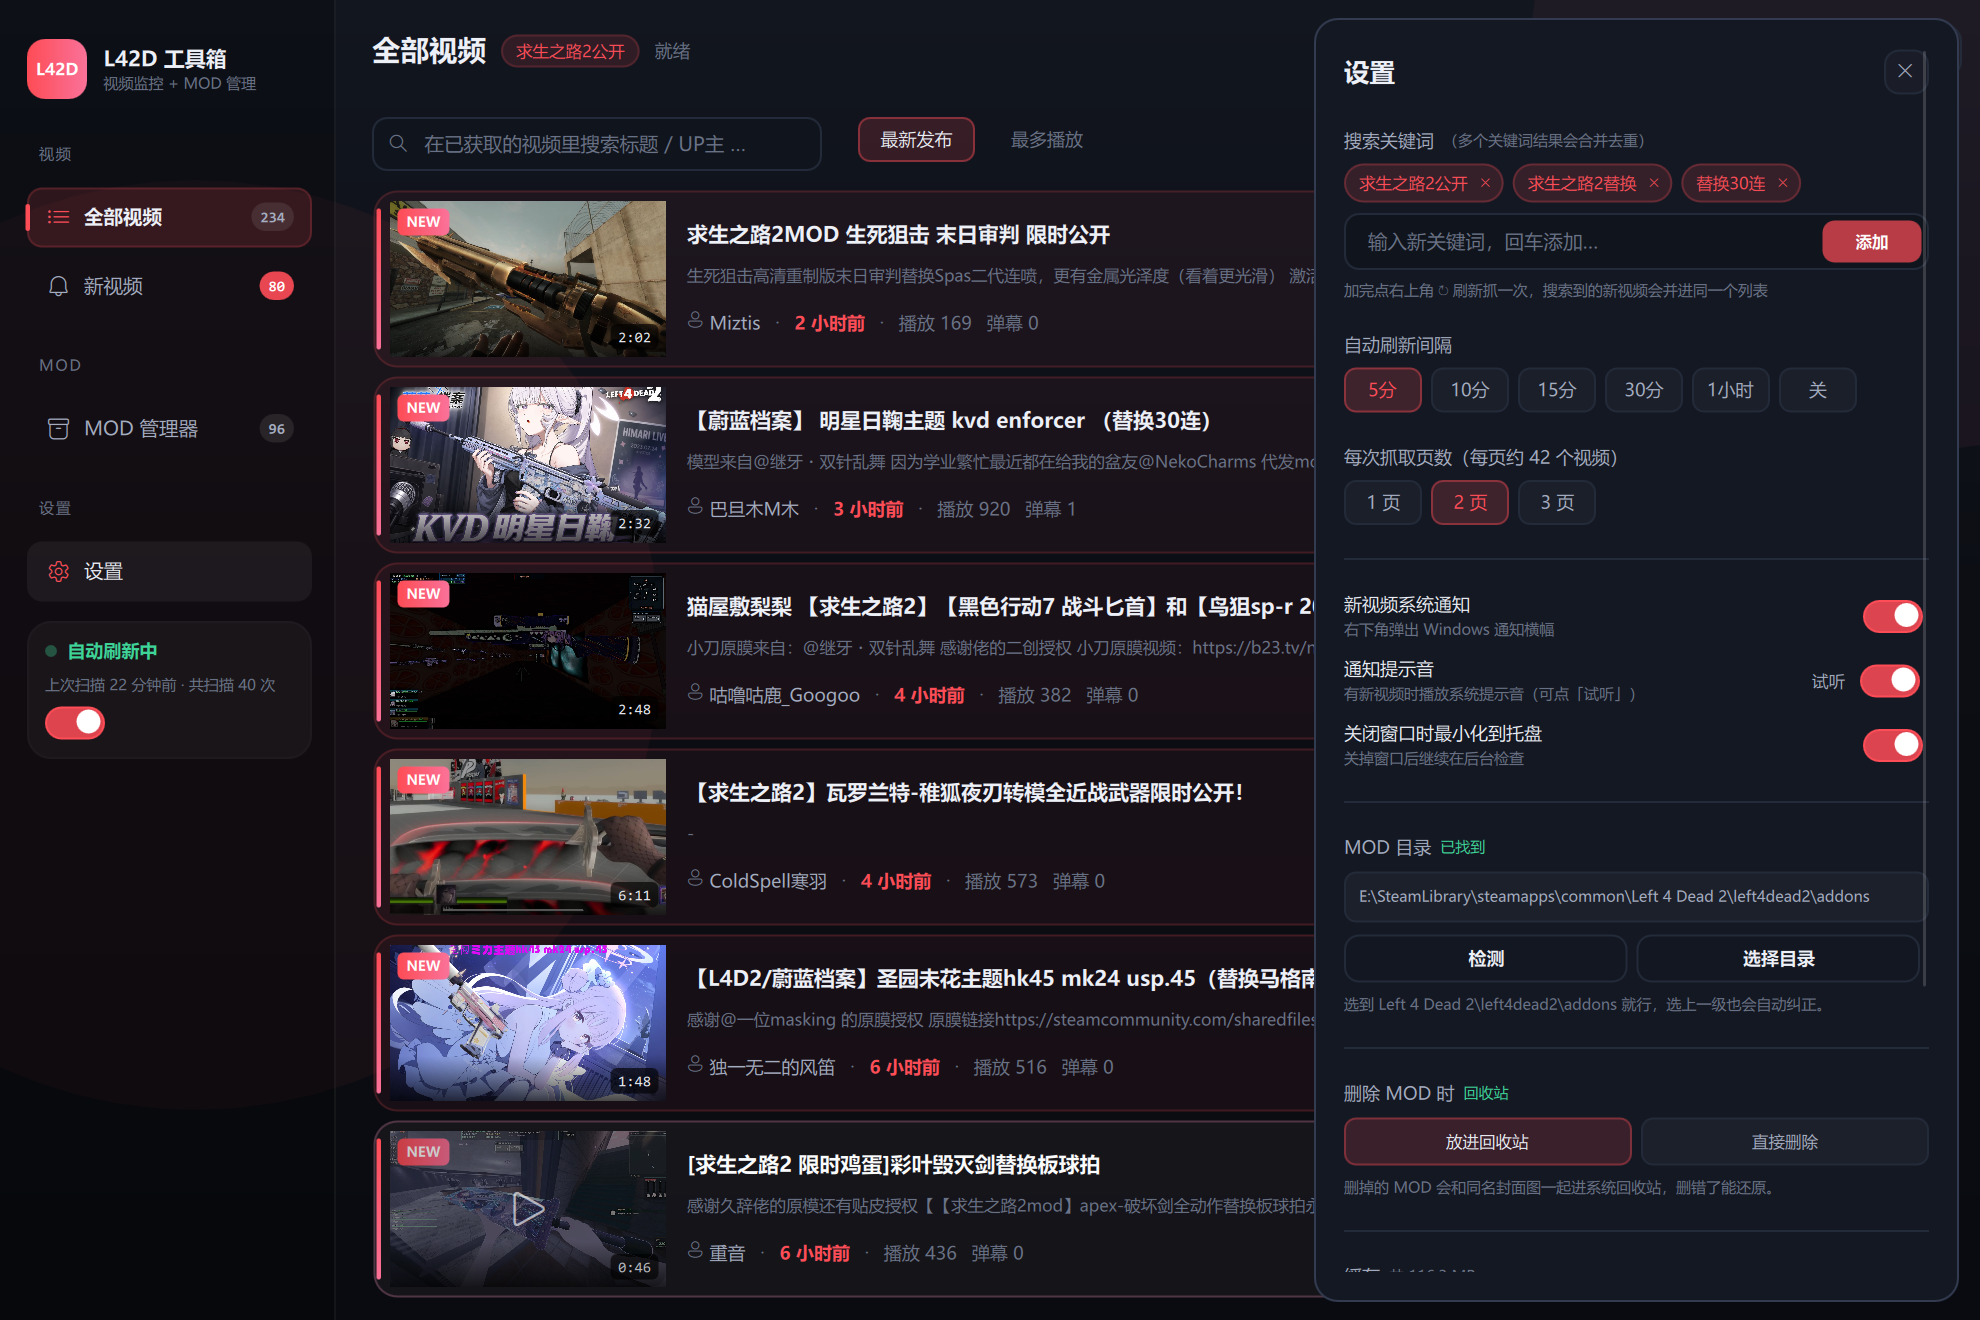 L42D
L42D 工具箱
视频监控 + MOD 管理
视频
全部视频 234
新视频 80
MOD
MOD 管理器 96
设置
设置
自动刷新中
上次扫描 22 分钟前 · 共扫描 40 次
全部视频 求生之路2公开 就绪
在已获取的视频里搜索标题 / UP主 ...
最新发布 最多播放
NEW
2:02
求生之路2MOD 生死狙击 末日审判 限时公开
生死狙击高清重制版末日审判替换Spas二代连喷，更有金属光泽度（看着更光滑） 激
Miztis · 2 小时前 · 播放 169 弹幕 0
NEW
LEFT 4 DEAD 2
HIMARI LIVE
KVD 明星日鞠
2:32
【蔚蓝档案】 明星日鞠主题 kvd enforcer （替换30连）
模型来自@继牙 · 双针乱舞 因为学业繁忙最近都在给我的盆友@NekoCharms 代发mo
巴旦木M木 · 3 小时前 · 播放 920 弹幕 1
NEW
2:48
猫屋敷梨梨 【求生之路2】【黑色行动7 战斗匕首】和【鸟狙sp-r 2
小刀原膜来自：@继牙 · 双针乱舞 感谢佬的二创授权 小刀原膜视频：https://b23.tv/
咕噜咕鹿_Googoo · 4 小时前 · 播放 382 弹幕 0
NEW
6:11
【求生之路2】瓦罗兰特-稚狐夜刃转模全近战武器限时公开！
-
ColdSpell寒羽 · 4 小时前 · 播放 573 弹幕 0
NEW
1:48
【L4D2/蔚蓝档案】圣园未花主题hk45 mk24 usp.45（替换马格南
感谢@一位masking 的原膜授权 原膜链接https://steamcommunity.com/sharedfiles
独一无二的风笛 · 6 小时前 · 播放 516 弹幕 0
NEW
0:46
[求生之路2 限时鸡蛋]彩叶毁灭剑替换板球拍
感谢久辞佬的原模还有贴皮授权【【求生之路2mod】apex-破坏剑全动作替换板球拍
重音 · 6 小时前 · 播放 436 弹幕 0
设置
搜索关键词 （多个关键词结果会合并去重）
求生之路2公开 × 求生之路2替换 × 替换30连 ×
输入新关键词，回车添加... 添加
加完点右上角 ↻ 刷新抓一次，搜索到的新视频会并进同一个列表
自动刷新间隔
5分 10分 15分 30分 1小时 关
每次抓取页数（每页约 42 个视频）
1 页 2 页 3 页
新视频系统通知
右下角弹出 Windows 通知横幅
通知提示音
有新视频时播放系统提示音（可点「试听」） 试听
关闭窗口时最小化到托盘
关掉窗口后继续在后台检查
MOD 目录 已找到
E:\SteamLibrary\steamapps\common\Left 4 Dead 2\left4dead2\addons
检测 选择目录
选到 Left 4 Dead 2\left4dead2\addons 就行，选上一级也会自动纠正。
删除 MOD 时 回收站
放进回收站 直接删除
删掉的 MOD 会和同名封面图一起进系统回收站，删错了能还原。